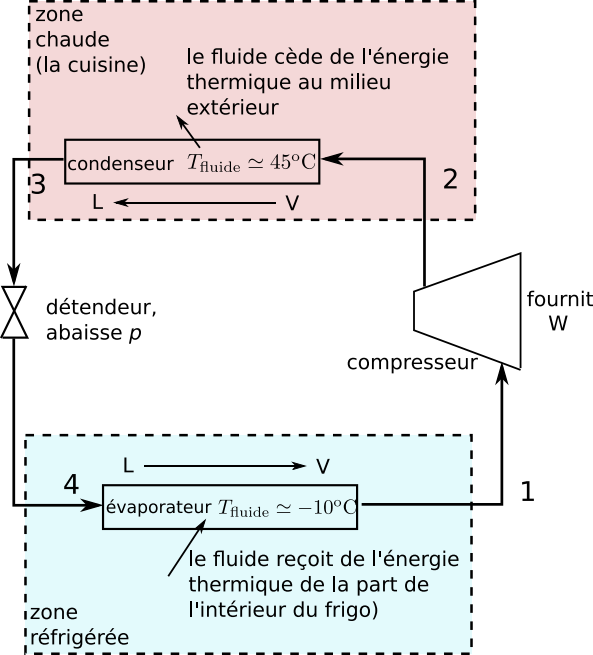 zone
chaude
(la cuisine)
le fluide cède de l'énergie
thermique au milieu
extérieur
condenseur T_fluide ≃ 45°C
L V
3
2
détendeur,
abaisse p
fournit
W
compresseur
L V
4
1
évaporateur T_fluide ≃ −10°C
le fluide reçoit de l'énergie
thermique de la part de
l'intérieur du frigo)
zone
réfrigérée